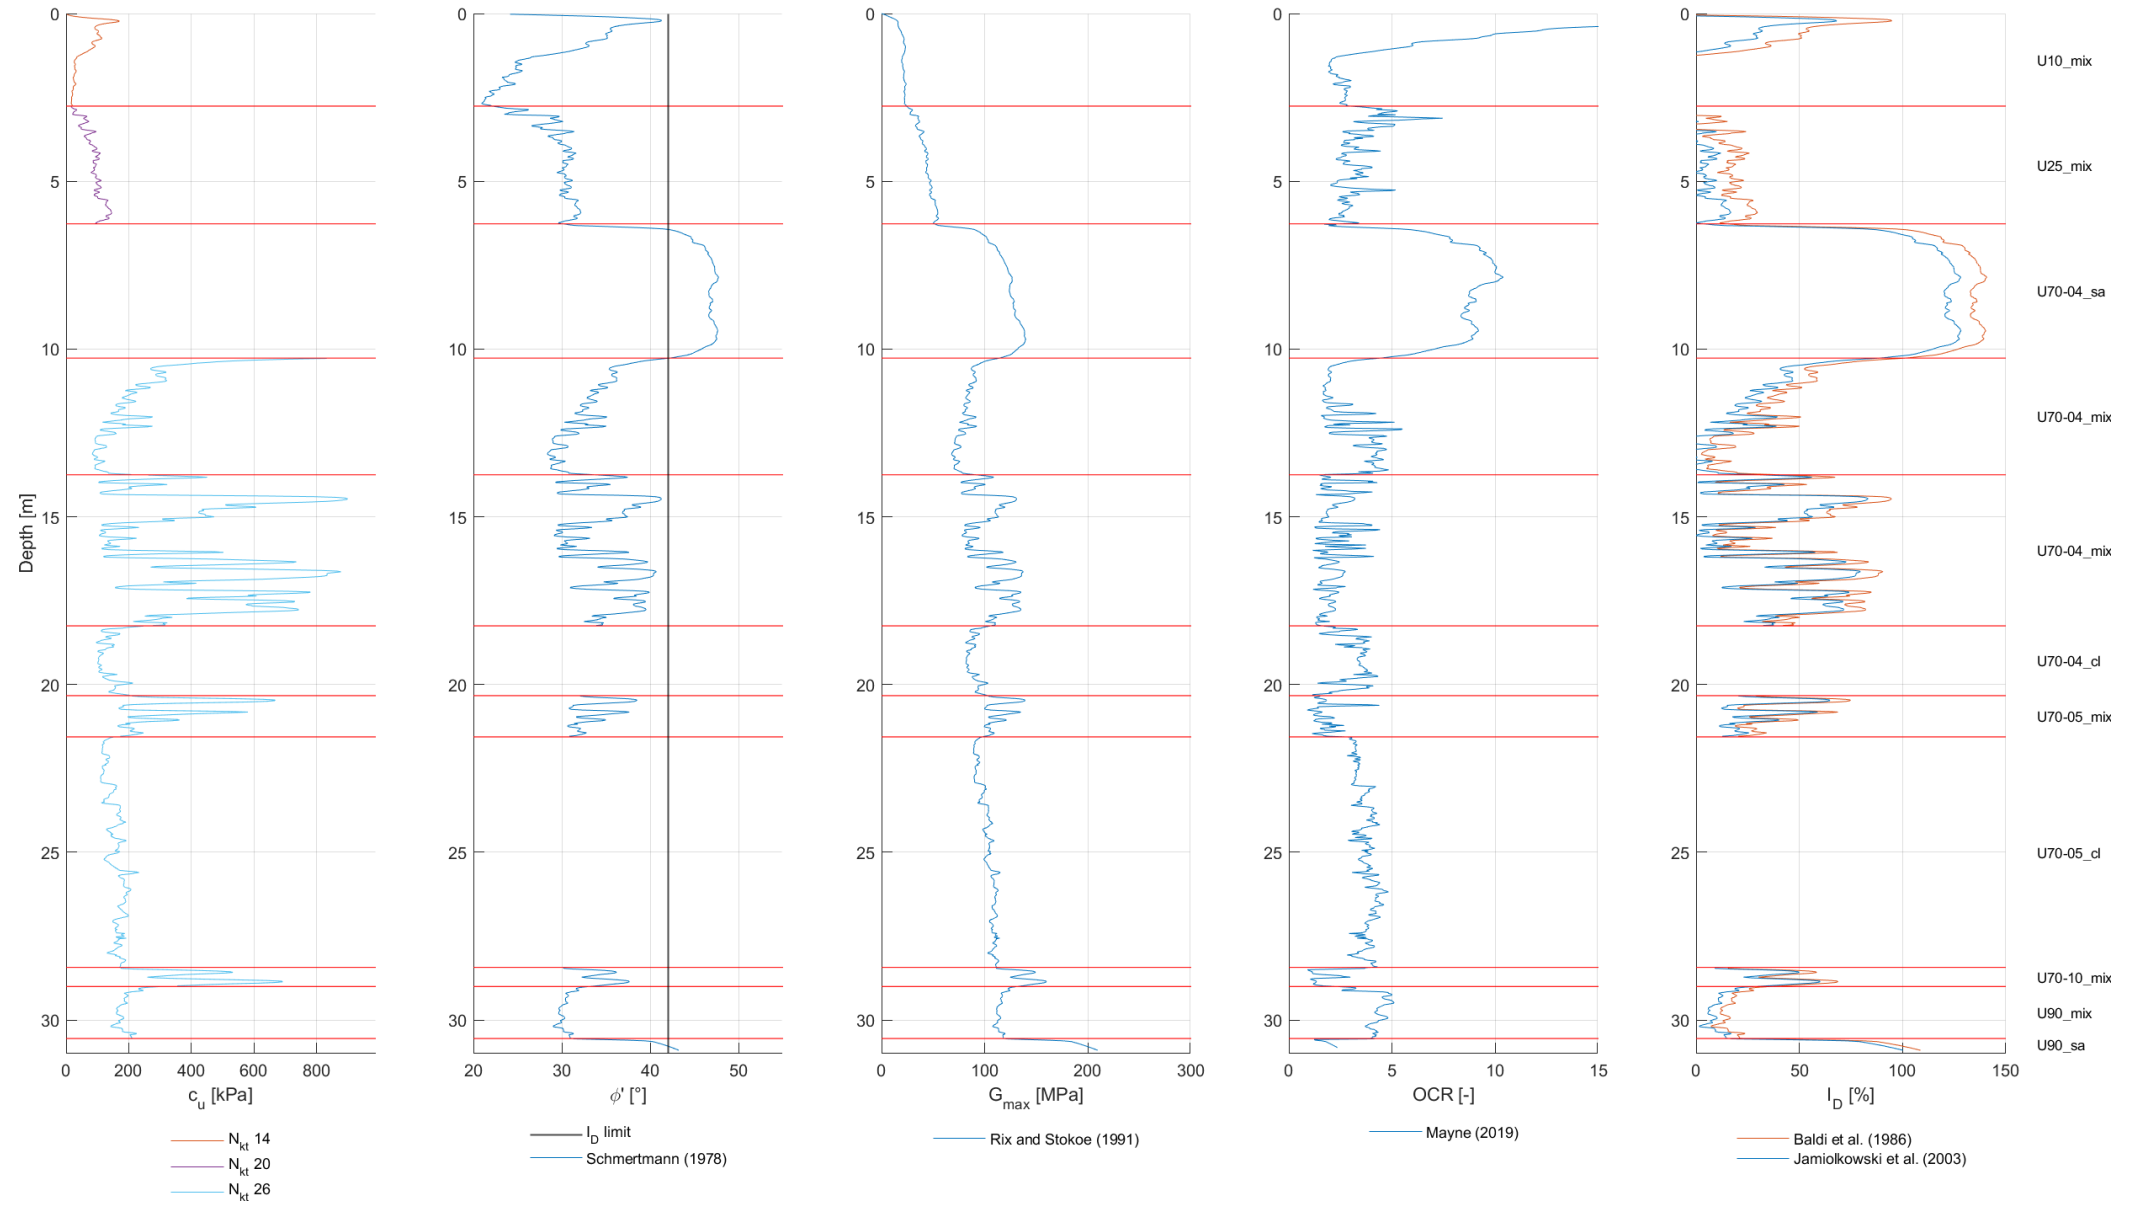 0
5
10
15
20
25
30
Depth [m]
0 200 400 600 800
c_u [kPa]
N_kt 14
N_kt 20
N_kt 26
0
5
10
15
20
25
30
20 30 40 50
ϕ' [°]
I_D limit
Schmertmann (1978)
0
5
10
15
20
25
30
0 100 200 300
G_max [MPa]
Rix and Stokoe (1991)
0
5
10
15
20
25
30
0 5 10 15
OCR [-]
Mayne (2019)
0
5
10
15
20
25
30
0 50 100 150
I_D [%]
Baldi et al. (1986)
Jamiolkowski et al. (2003)
U10_mix
U25_mix
U70-04_sa
U70-04_mix
U70-04_mix
U70-04_cl
U70-05_mix
U70-05_cl
U70-10_mix
U90_mix
U90_sa